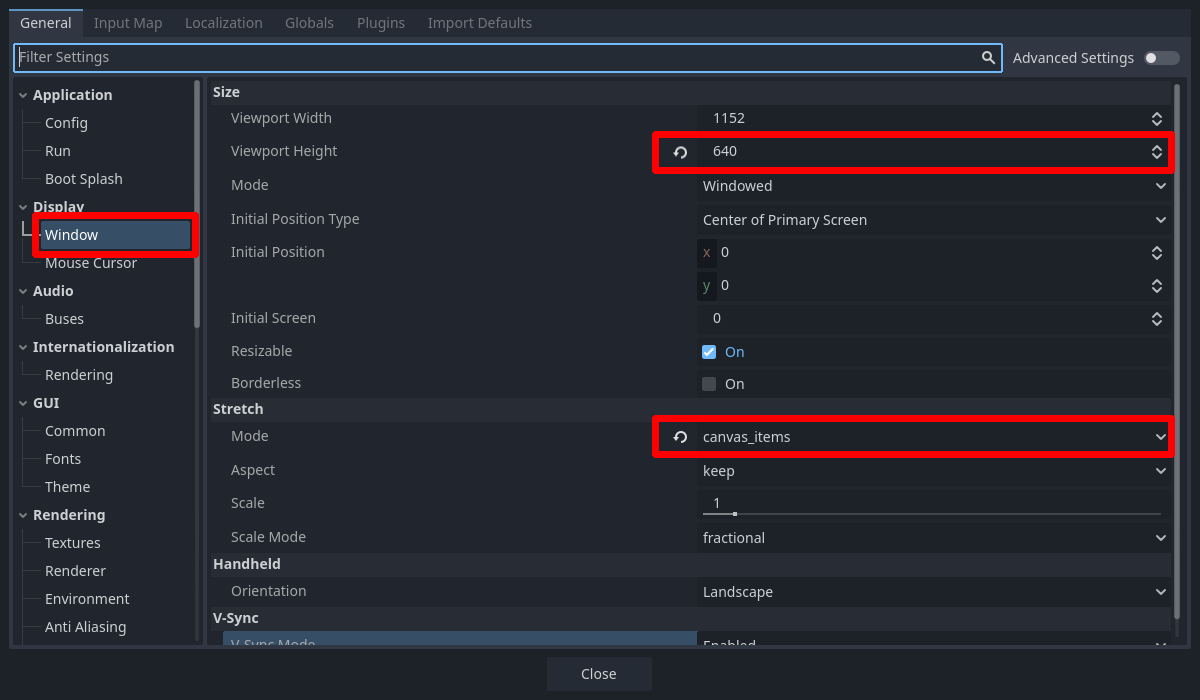 General Input Map Localization Globals Plugins Import Defaults
Filter Settings Advanced Settings
Application
Config
Run
Boot Splash
Display
Window
Mouse Cursor
Audio
Buses
Internationalization
Rendering
GUI
Common
Fonts
Theme
Rendering
Textures
Renderer
Environment
Anti Aliasing
Size
Viewport Width 1152
Viewport Height 640
Mode Windowed
Initial Position Type Center of Primary Screen
Initial Position x 0
y 0
Initial Screen 0
Resizable On
Borderless On
Stretch
Mode canvas_items
Aspect keep
Scale 1
Scale Mode fractional
Handheld
Orientation Landscape
V-Sync
V-Sync Mode Enabled
Close